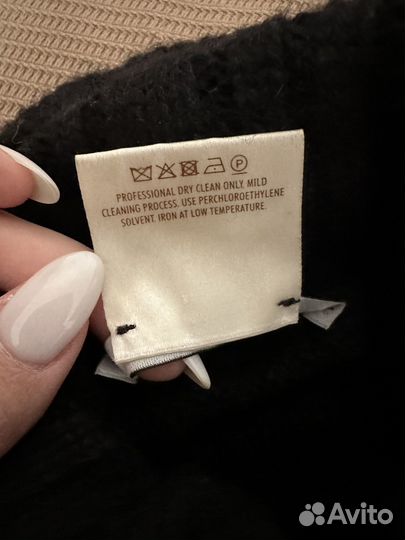 PROFESSIONAL DRY CLEAN ONLY. MILD
CLEANING PROCESS. USE PERCHLOROETHYLENE
SOLVENT. IRON AT LOW TEMPERATURE.
Avito